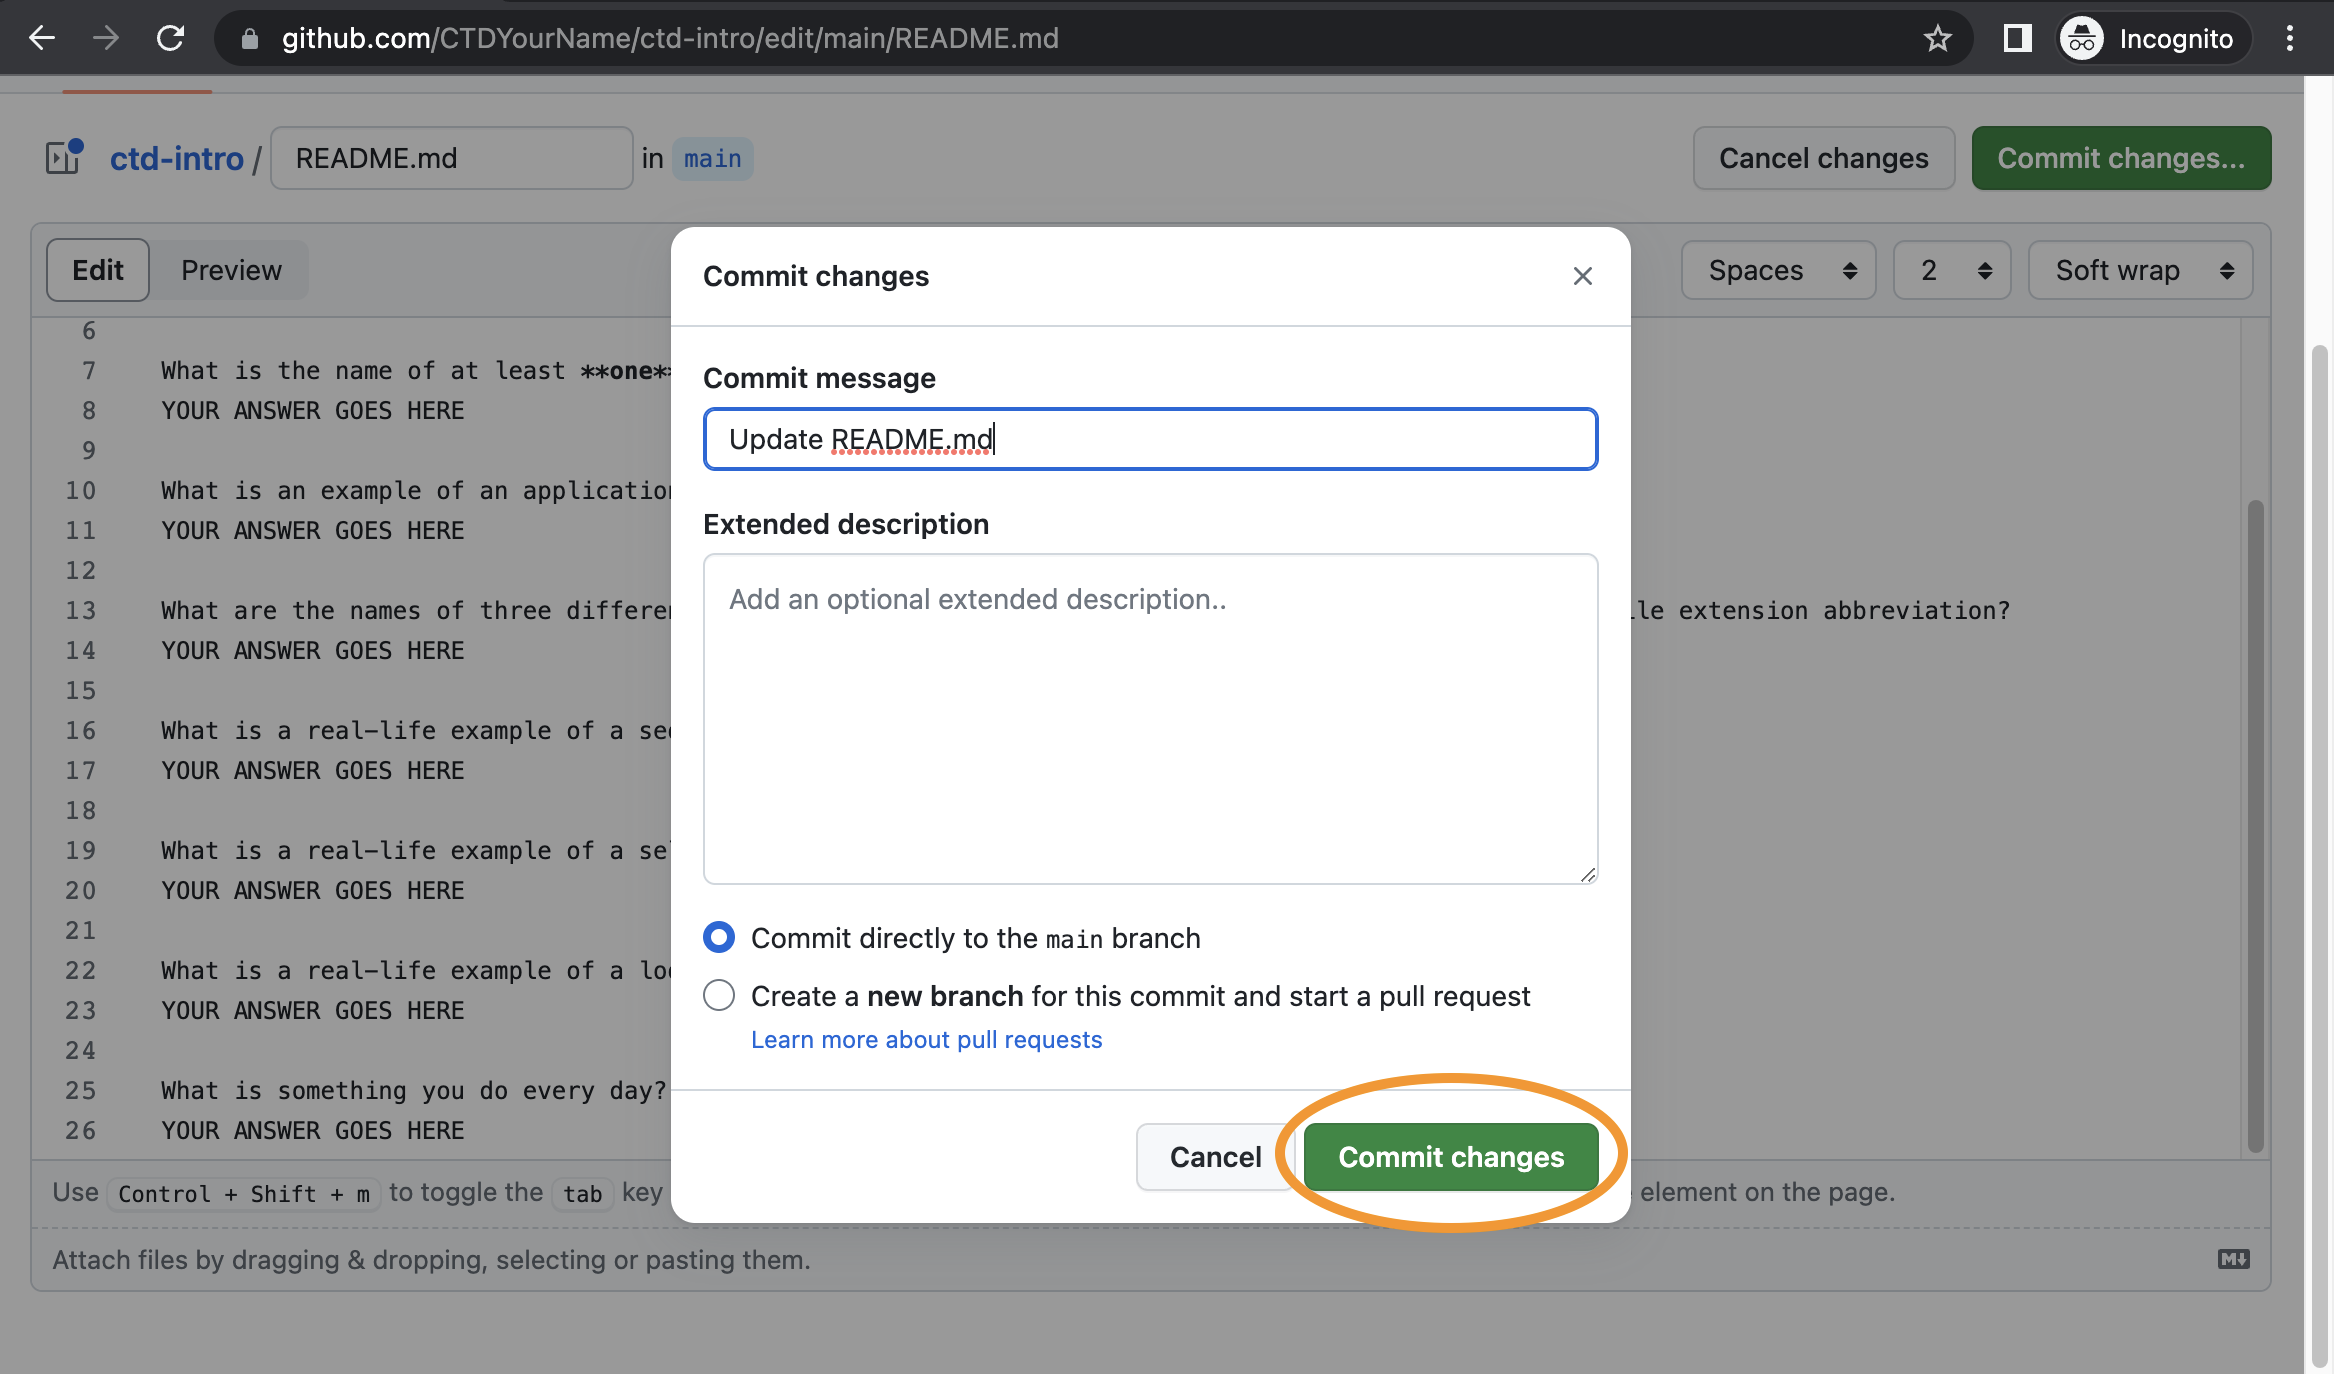 github.com/CTDYourName/ctd-intro/edit/main/README.md
Incognito
ctd-intro / README.md in main
Cancel changes
Commit changes...
Edit
Preview
Spaces
2
Soft wrap
6
7 What is the name of at least **one**
8 YOUR ANSWER GOES HERE
9
10 What is an example of an application
11 YOUR ANSWER GOES HERE
12
13 What are the names of three differen le extension abbreviation?
14 YOUR ANSWER GOES HERE
15
16 What is a real-life example of a se
17 YOUR ANSWER GOES HERE
18
19 What is a real-life example of a se
20 YOUR ANSWER GOES HERE
21
22 What is a real-life example of a lo
23 YOUR ANSWER GOES HERE
24
25 What is something you do every day?
26 YOUR ANSWER GOES HERE
Use Control + Shift + m to toggle the tab key element on the page.
Attach files by dragging & dropping, selecting or pasting them.
Commit changes
Commit message
Update README.md
Extended description
Add an optional extended description..
Commit directly to the main branch
Create a new branch for this commit and start a pull request
Learn more about pull requests
Cancel
Commit changes